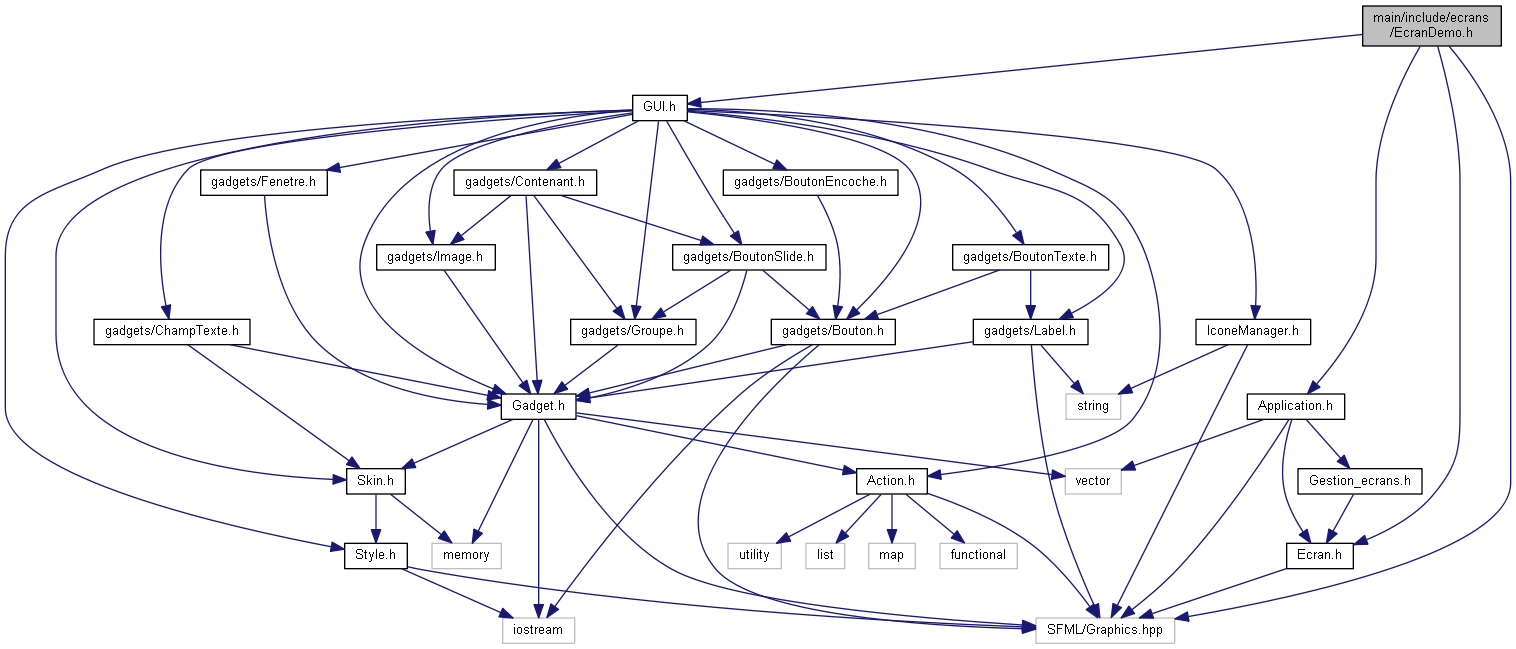 main/include/ecrans
/EcranDemo.h
GUI.h
gadgets/Fenetre.h
gadgets/Contenant.h
gadgets/BoutonEncoche.h
gadgets/Image.h
gadgets/BoutonSlide.h
gadgets/BoutonTexte.h
gadgets/ChampTexte.h
gadgets/Groupe.h
gadgets/Bouton.h
gadgets/Label.h
IconeManager.h
Gadget.h
string
Application.h
Skin.h
Action.h
vector
Gestion_ecrans.h
Style.h
memory
utility
list
map
functional
Ecran.h
iostream
SFML/Graphics.hpp